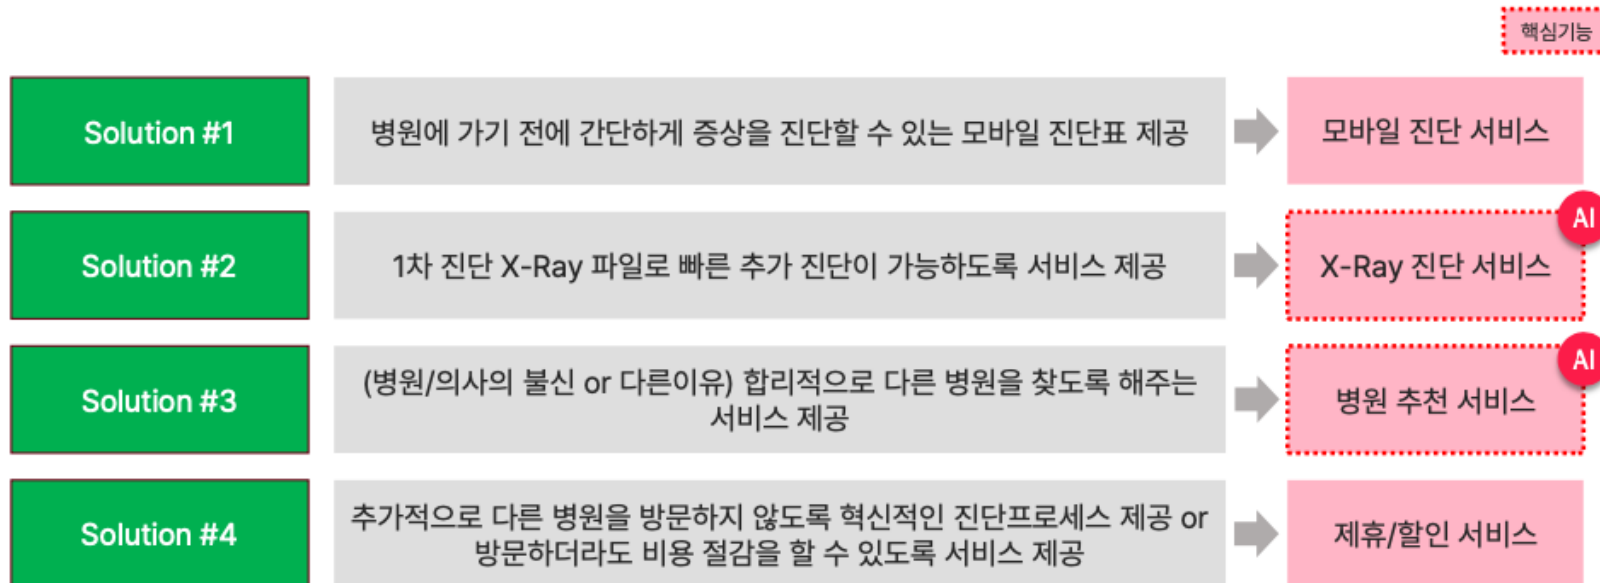 핵심기능
Solution #1
병원에 가기 전에 간단하게 증상을 진단할 수 있는 모바일 진단표 제공
모바일 진단 서비스
Solution #2
1차 진단 X-Ray 파일로 빠른 추가 진단이 가능하도록 서비스 제공
X-Ray 진단 서비스
AI
Solution #3
(병원/의사의 불신 or 다른이유) 합리적으로 다른 병원을 찾도록 해주는
서비스 제공
병원 추천 서비스
AI
Solution #4
추가적으로 다른 병원을 방문하지 않도록 혁신적인 진단프로세스 제공 or
방문하더라도 비용 절감을 할 수 있도록 서비스 제공
제휴/할인 서비스